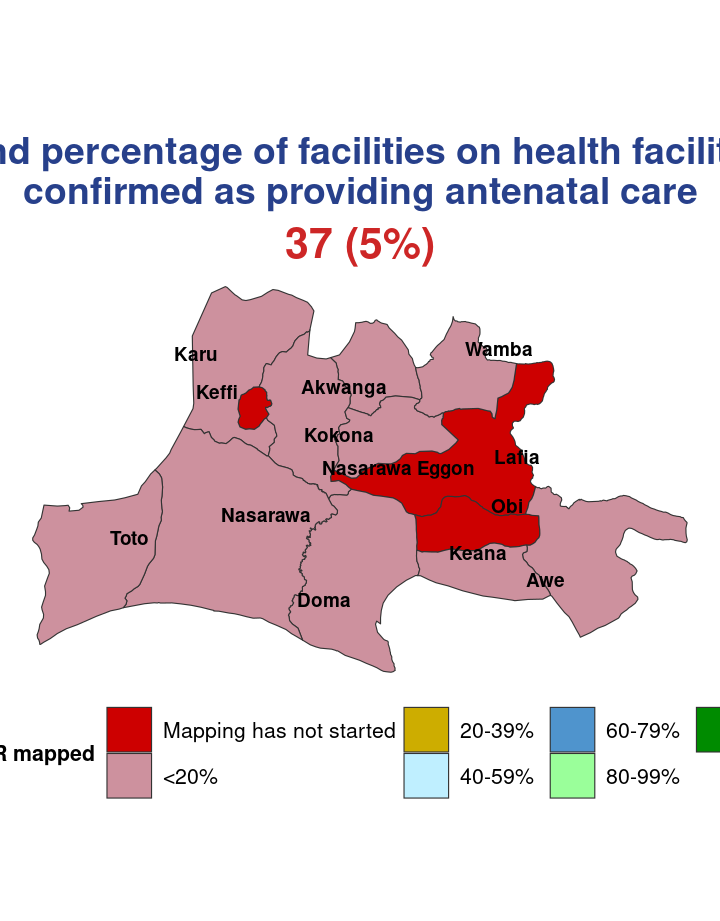 nd percentage of facilities on health facilit
confirmed as providing antenatal care
37 (5%)
Wamba
Karu
Akwanga
Keffi
Kokona
Lafia
Nasarawa Eggon
Obi
Nasarawa
Toto
Keana
Awe
Doma
R mapped
Mapping has not started
<20%
20-39%
40-59%
60-79%
80-99%